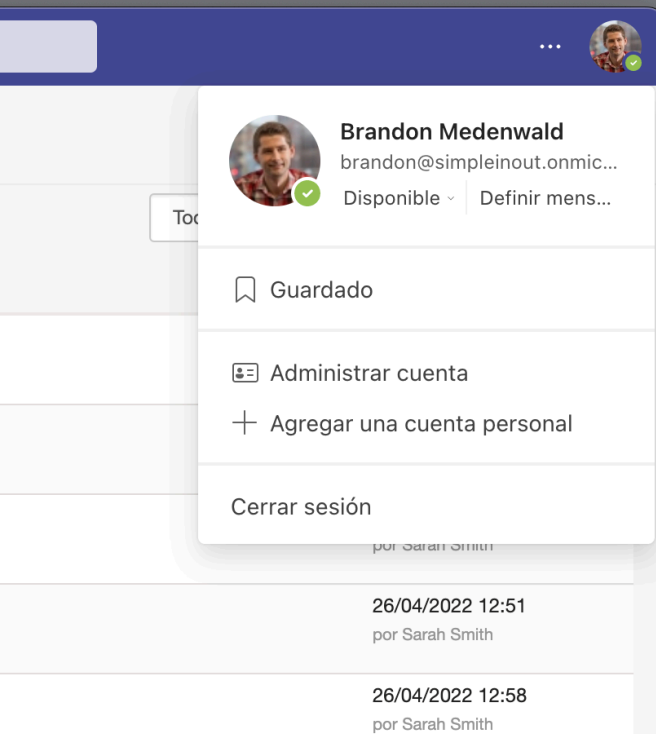 Brandon Medenwald
brandon@simpleinout.onmic...
Disponible
Definir mens...
Toc
Guardado
Administrar cuenta
Agregar una cuenta personal
Cerrar sesión
por Sarah Smith
26/04/2022 12:51
por Sarah Smith
26/04/2022 12:58
por Sarah Smith